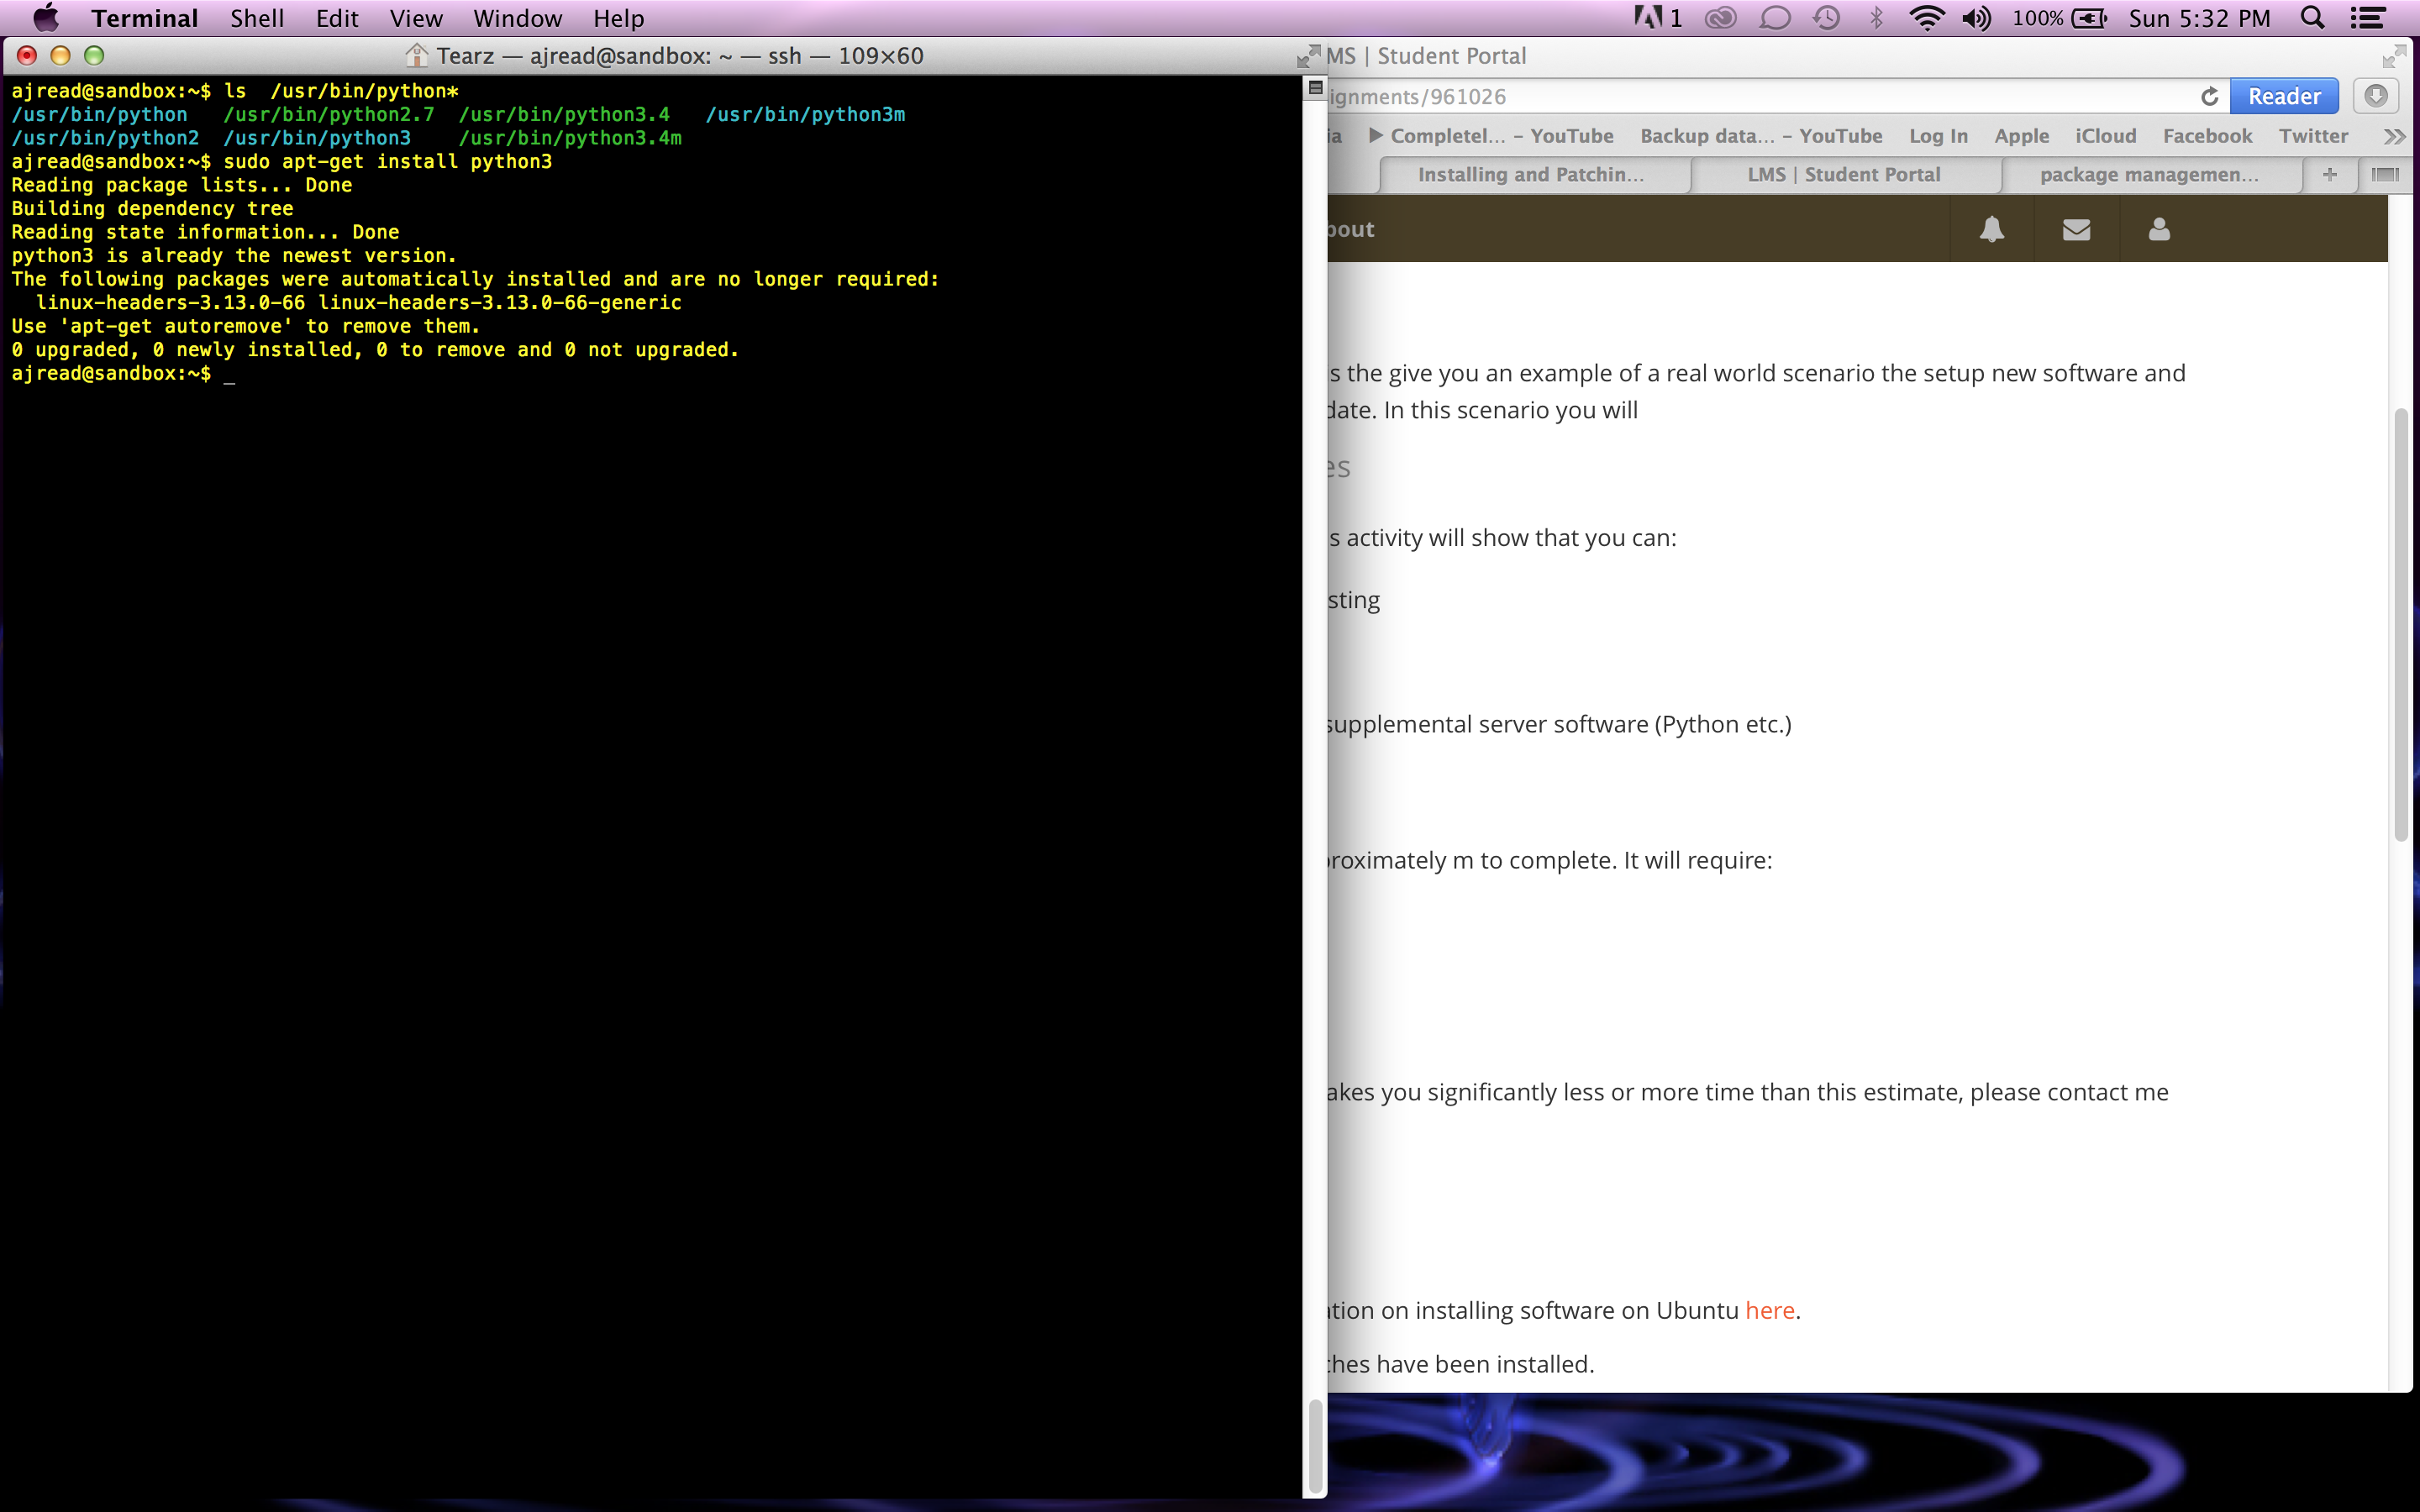 Terminal Shell Edit View Window Help 1 100% Sun 5:32 PM
Tearz — ajread@sandbox: ~ — ssh — 109×60
ajread@sandbox:~$ ls  /usr/bin/python*
/usr/bin/python   /usr/bin/python2.7  /usr/bin/python3.4   /usr/bin/python3m
/usr/bin/python2  /usr/bin/python3    /usr/bin/python3.4m
ajread@sandbox:~$ sudo apt-get install python3
Reading package lists... Done
Building dependency tree
Reading state information... Done
python3 is already the newest version.
The following packages were automatically installed and are no longer required:
  linux-headers-3.13.0-66 linux-headers-3.13.0-66-generic
Use 'apt-get autoremove' to remove them.
0 upgraded, 0 newly installed, 0 to remove and 0 not upgraded.
ajread@sandbox:~$ _
MS | Student Portal
ignments/961026 Reader
ia Completel... – YouTube Backup data... – YouTube Log In Apple iCloud Facebook Twitter
Installing and Patchin... LMS | Student Portal packagemanagemen... +
bout
s the give you an example of a real world scenario the setup new software and
date. In this scenario you will
es
s activity will show that you can:
sting
supplemental server software (Python etc.)
proximately m to complete. It will require:
akes you significantly less or more time than this estimate, please contact me
ation on installing software on Ubuntu here.
ches have been installed.